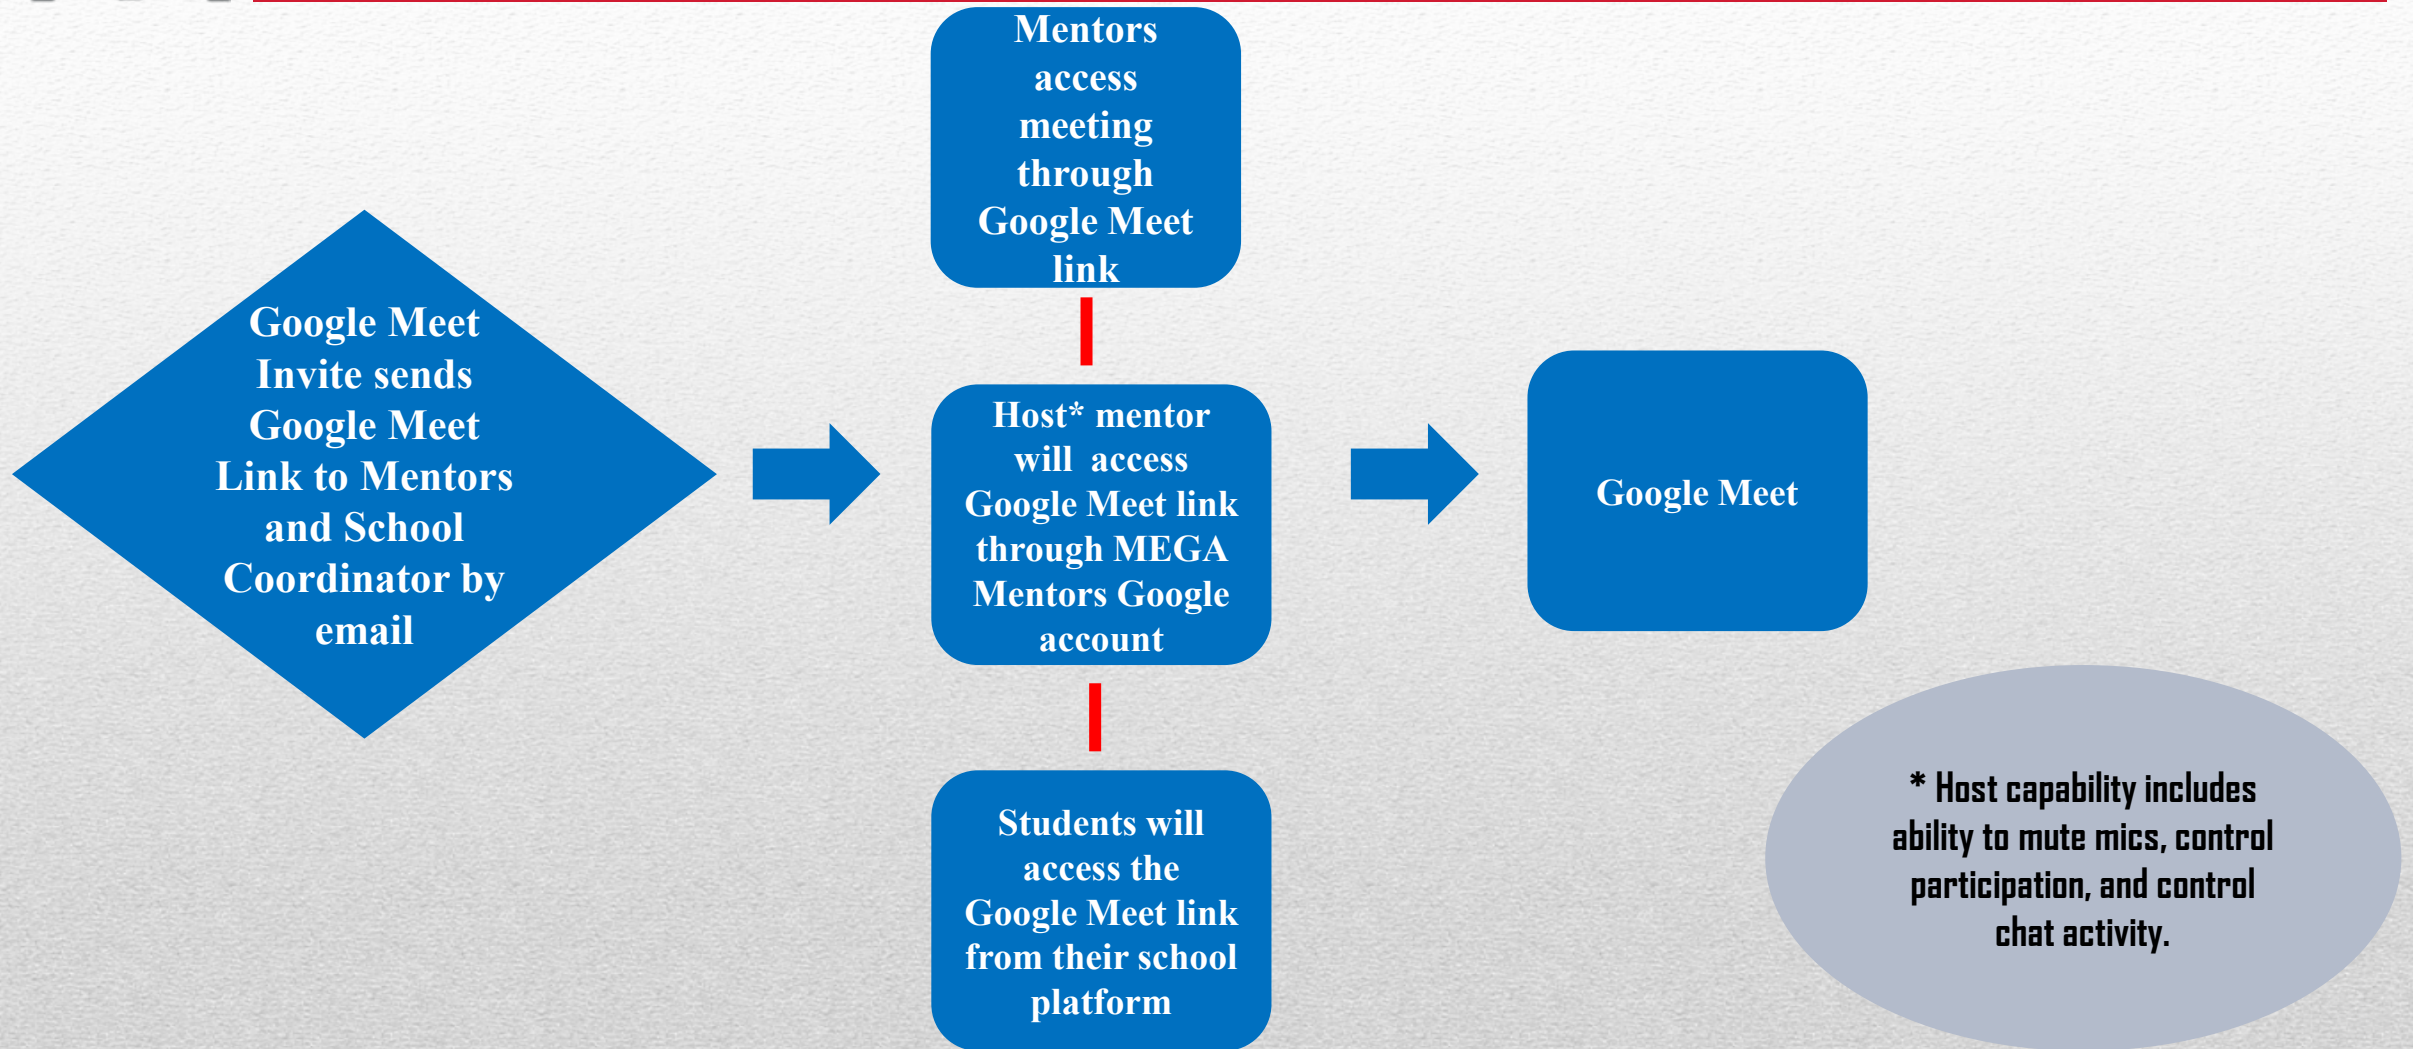 Mentors
access
meeting
through
Google Meet
link
Google Meet
Invite sends
Google Meet
Link to Mentors
and School
Coordinator by
email
Host* mentor
will access
Google Meet link
through MEGA
Mentors Google
account
Google Meet
Students will
access the
Google Meet link
from their school
platform
* Host capability includes
ability to mute mics, control
participation, and control
chat activity.